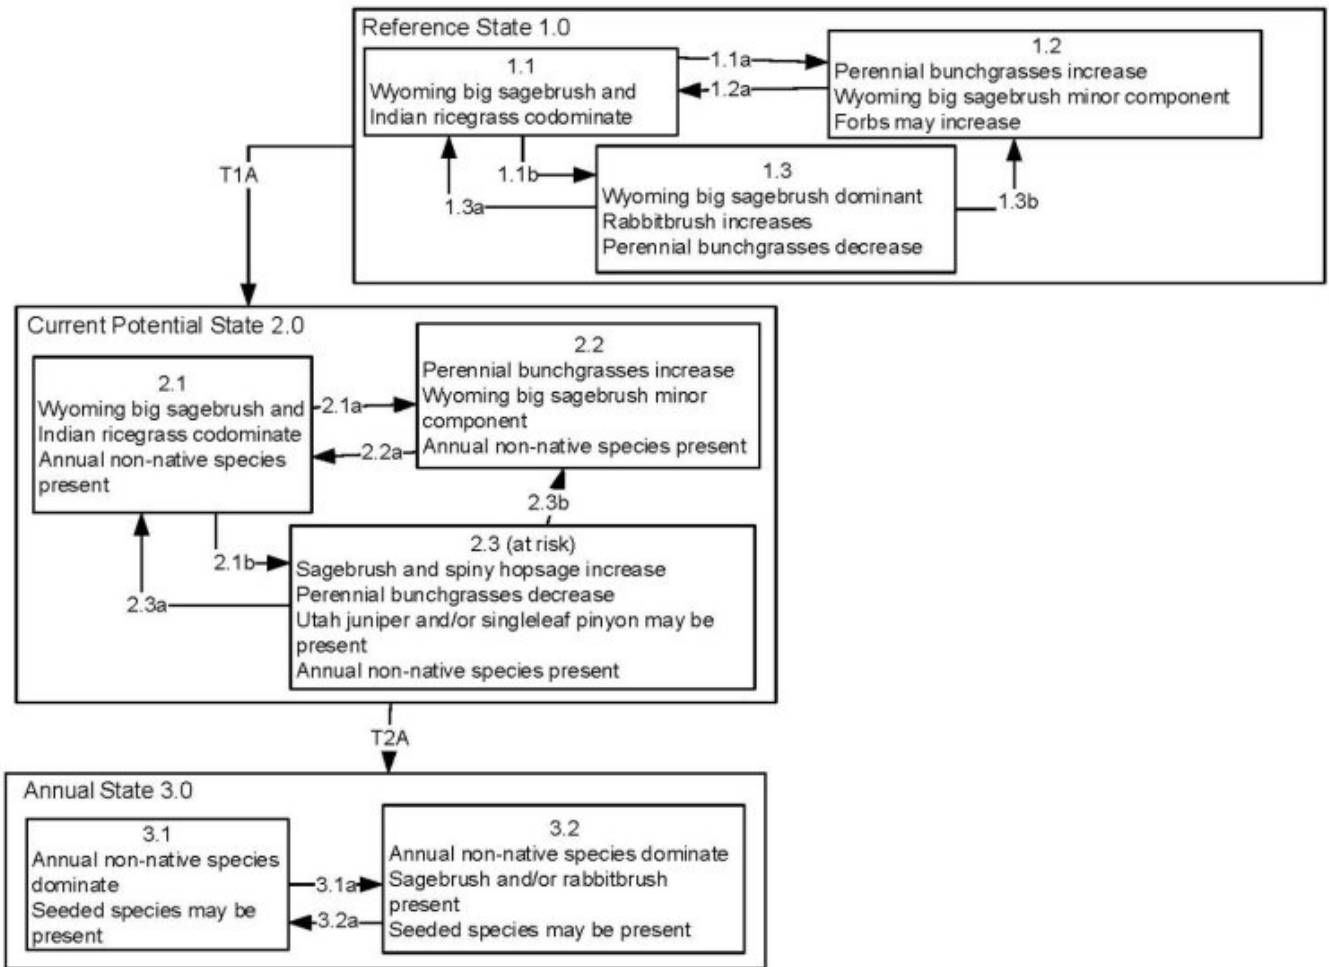 Reference State 1.0
1.1
Wyoming big sagebrush and
Indian ricegrass codominate
1.1a
1.2a
1.2
Perennial bunchgrasses increase
Wyoming big sagebrush minor component
Forbs may increase
1.1b
1.3a
1.3
Wyoming big sagebrush dominant
Rabbitbrush increases
Perennial bunchgrasses decrease
1.3b
T1A
Current Potential State 2.0
2.1
Wyoming big sagebrush and
Indian ricegrass codominate
Annual non-native species
present
2.1a
2.2a
2.2
Perennial bunchgrasses increase
Wyoming big sagebrush minor
component
Annual non-native species present
2.3b
2.1b
2.3a
2.3 (at risk)
Sagebrush and spiny hopsage increase
Perennial bunchgrasses decrease
Utah juniper and/or singleleaf pinyon may be
present
Annual non-native species present
T2A
Annual State 3.0
3.1
Annual non-native species
dominate
Seeded species may be
present
3.1a
3.2a
3.2
Annual non-native species dominate
Sagebrush and/or rabbitbrush
present
Seeded species may be present